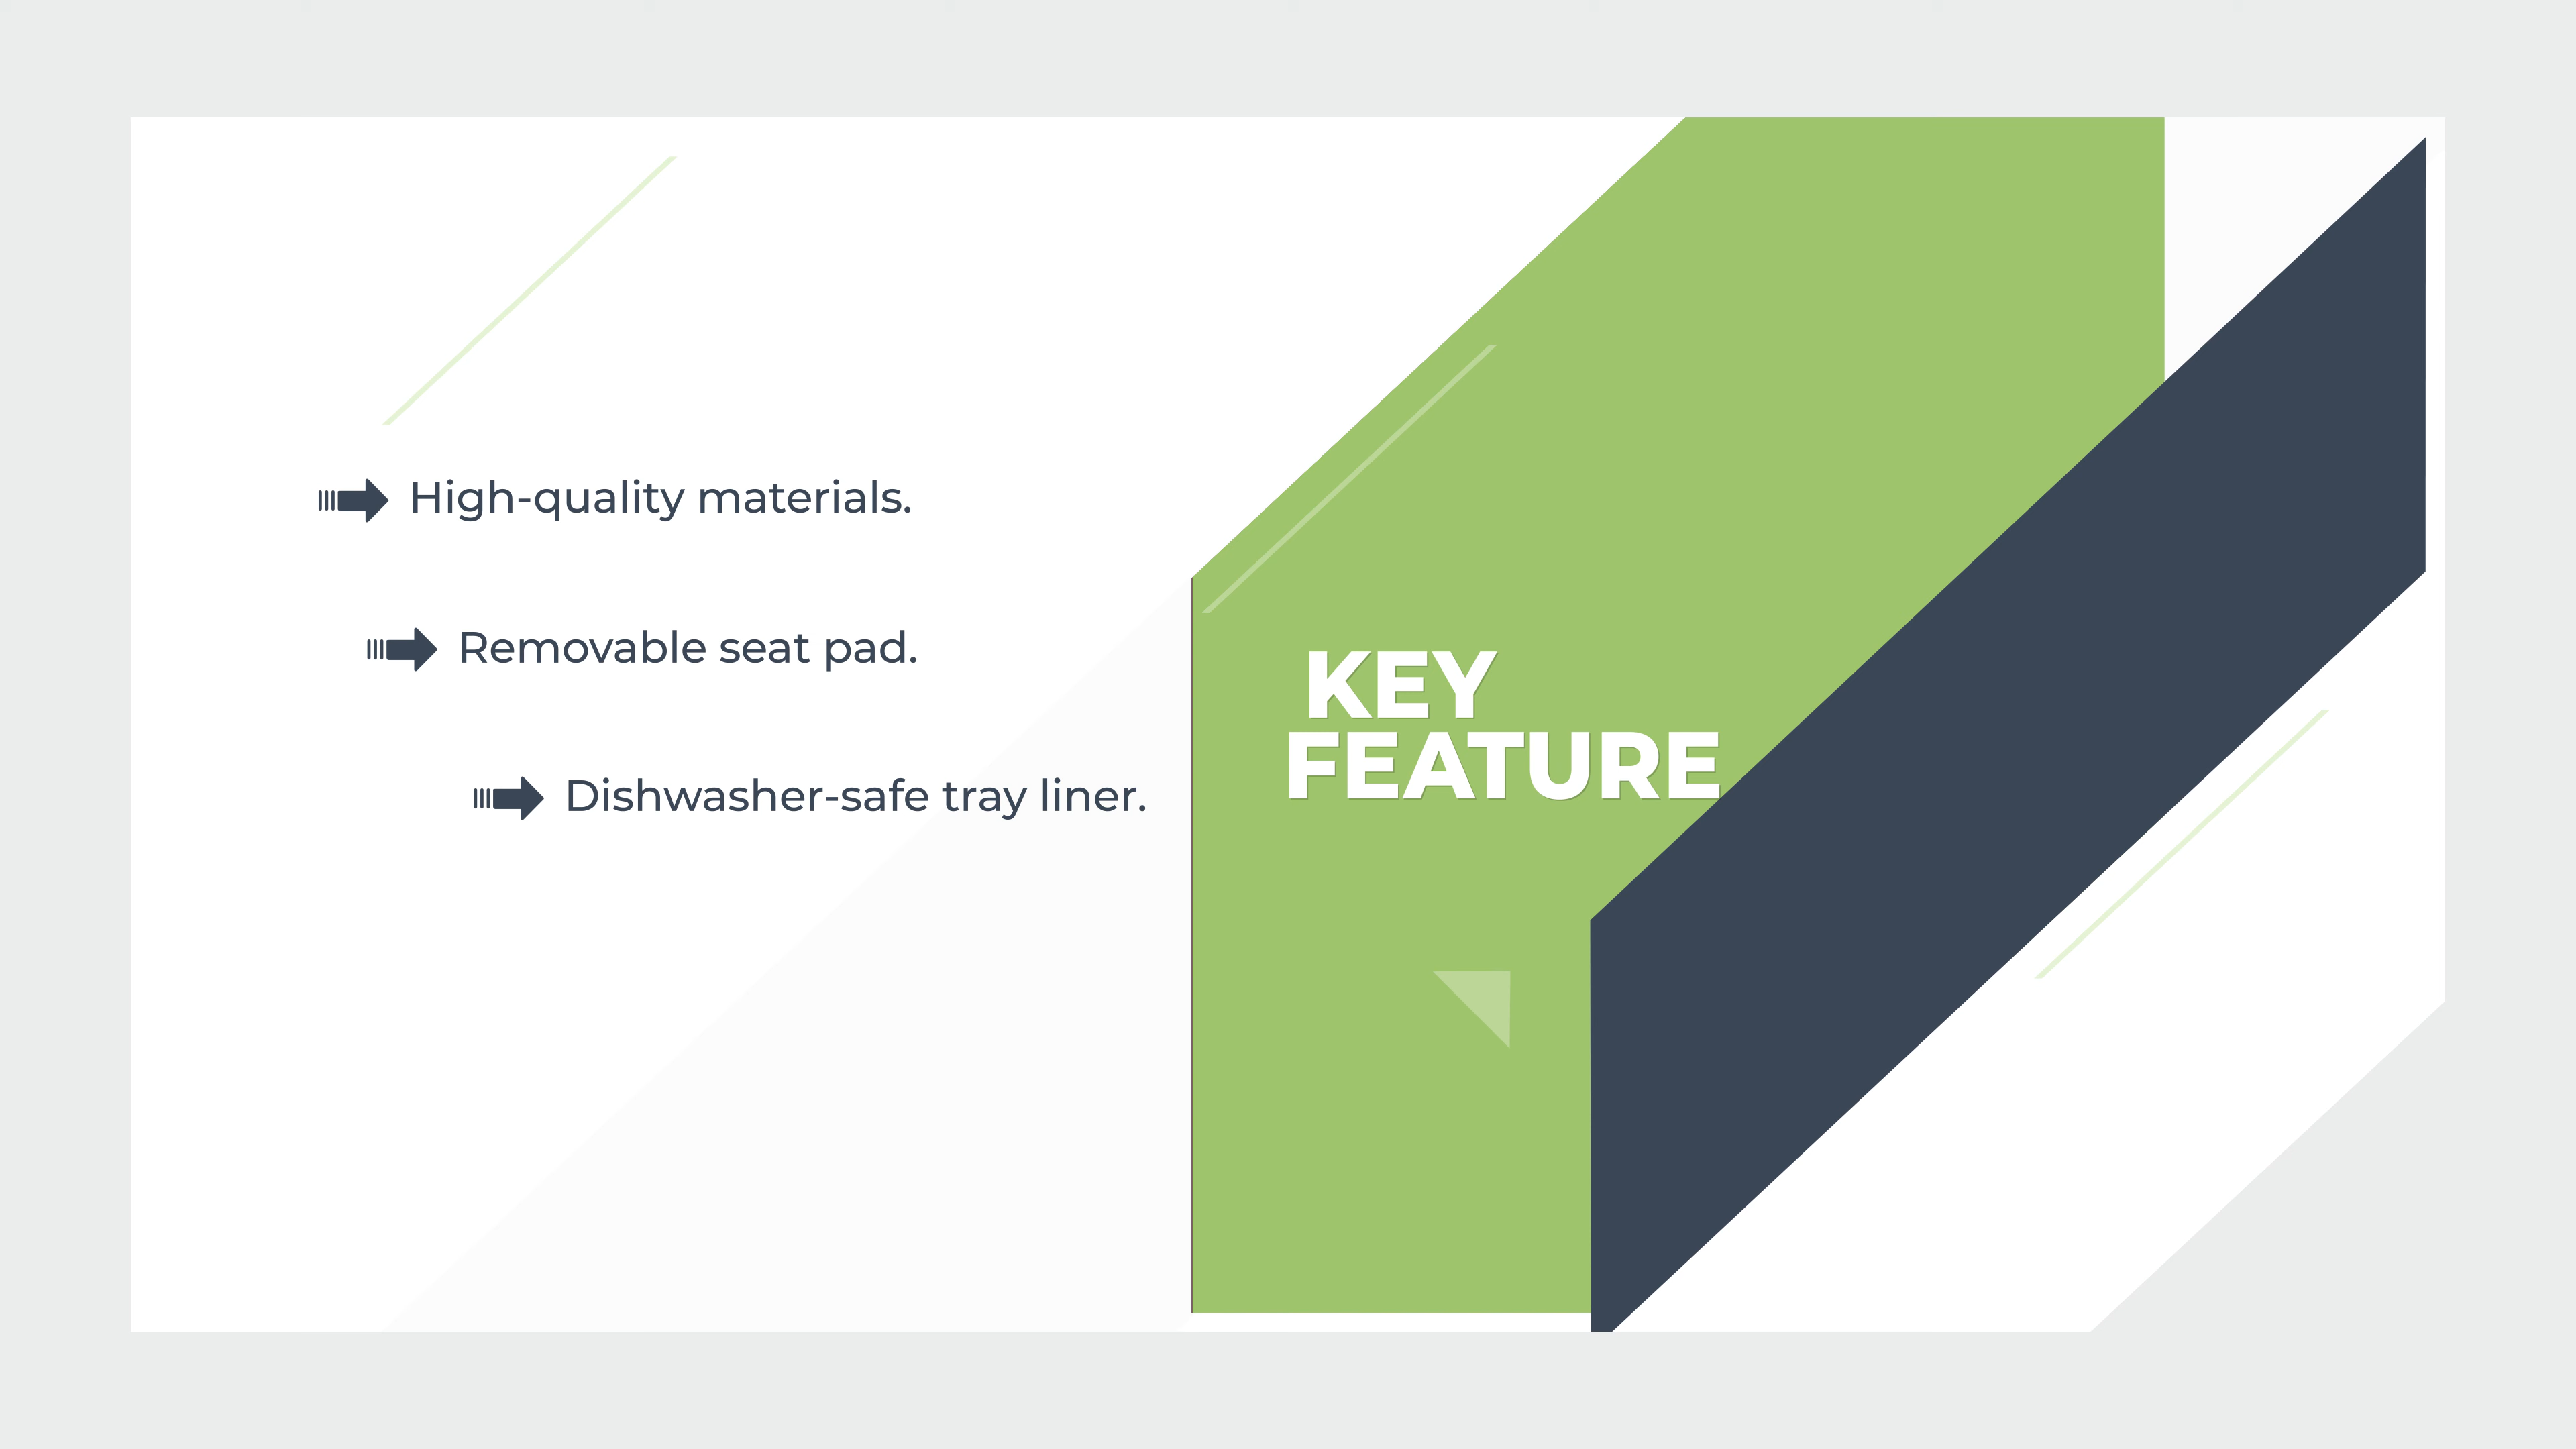 High-quality materials.
Removable seat pad.
Dishwasher-safe tray liner.
KEY
FEATURE